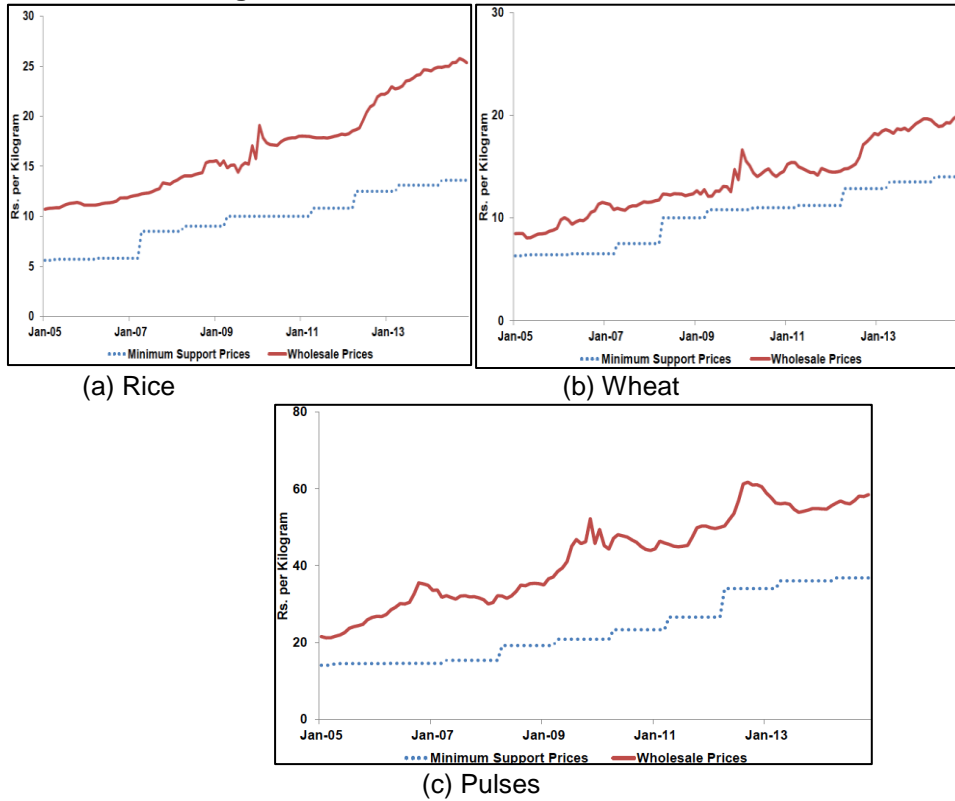 30
25
20
15
10
5
0
Rs. per Kilogram
Jan-05 Jan-07 Jan-09 Jan-11 Jan-13
Minimum Support Prices Wholesale Prices
(a) Rice
30
20
10
0
Rs. per Kilogram
Jan-05 Jan-07 Jan-09 Jan-11 Jan-13
Minimum Support Prices Wholesale Prices
(b) Wheat
80
60
40
20
0
Rs. per Kilogram
Jan-05 Jan-07 Jan-09 Jan-11 Jan-13
Minimum Support Prices Wholesale Prices
(c) Pulses